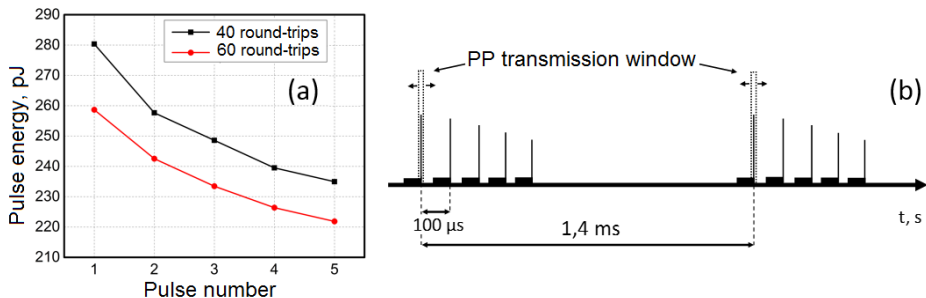 290
280
270
260
250
240
230
220
210
Pulse energy, pJ
40 round-trips
60 round-trips
(a)
1 2 3 4 5
Pulse number
PP transmission window
(b)
100 µs
1,4 ms
t, s